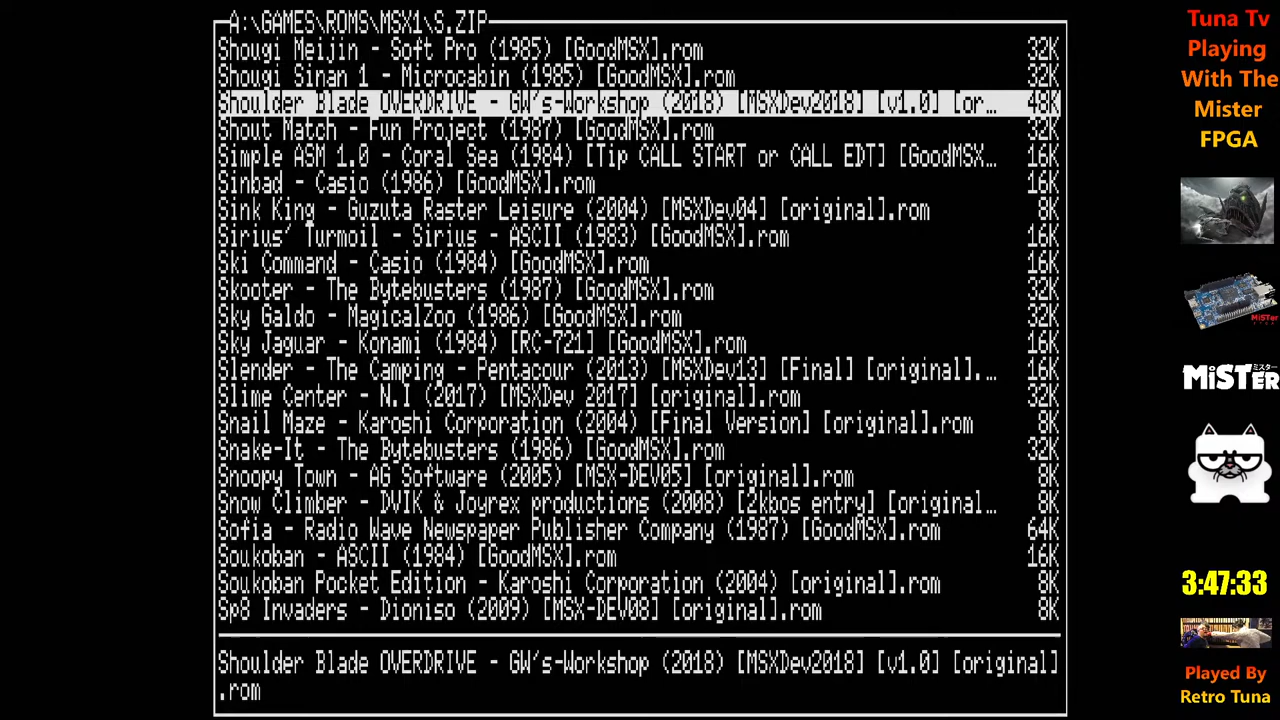 A:\GAMES\ROMS\MSX1\S.ZIP
Shougi Meijin - Soft Pro (1985) [GoodMSX].rom 32K
Shougi Sinan 1 - Microcabin (1985) [GoodMSX].rom 32K
Shoulder Blade OVERDRIVE - GW's-Workshop (2018) [MSXDev2018] [v1.0] [or… 48K
Shout Match - Fun Project (1987) [GoodMSX].rom 32K
Simple ASM 1.0 - Coral Sea (1984) [Tip CALL START or CALL EDT] [GoodMSX… 16K
Sinbad - Casio (1986) [GoodMSX].rom 16K
Sink King - Guzuta Raster Leisure (2004) [MSXDev04] [original].rom 8K
Sirius' Turmoil - Sirius - ASCII (1983) [GoodMSX].rom 16K
Ski Command - Casio (1984) [GoodMSX].rom 16K
Skooter - The Bytebusters (1987) [GoodMSX].rom 32K
Sky Galdo - MagicalZoo (1986) [GoodMSX].rom 32K
Sky Jaguar - Konami (1984) [RC-721] [GoodMSX].rom 16K
Slender - The Camping - Pentacour (2013) [MSXDev13] [Final] [original].… 16K
Slime Center - N.I (2017) [MSXDev 2017] [original].rom 32K
Snail Maze - Karoshi Corporation (2004) [Final Version] [original].rom 8K
Snake-It - The Bytebusters (1986) [GoodMSX].rom 32K
Snoopy Town - AG Software (2005) [MSX-DEV05] [original].rom 8K
Snow Climber - DVIK & Joyrex productions (2008) [2kbos entry] [original… 8K
Sofia - Radio Wave Newspaper Publisher Company (1987) [GoodMSX].rom 64K
Soukoban - ASCII (1984) [GoodMSX].rom 16K
Soukoban Pocket Edition - Karoshi Corporation (2004) [original].rom 8K
Sp8 Invaders - Dioniso (2009) [MSX-DEV08] [original].rom 8K
Shoulder Blade OVERDRIVE - GW's-Workshop (2018) [MSXDev2018] [v1.0] [original]
.rom
Tuna Tv
Playing
With The
Mister
FPGA
MiSTer
MiSTer
ミスター
3:47:33
Played By
Retro Tuna